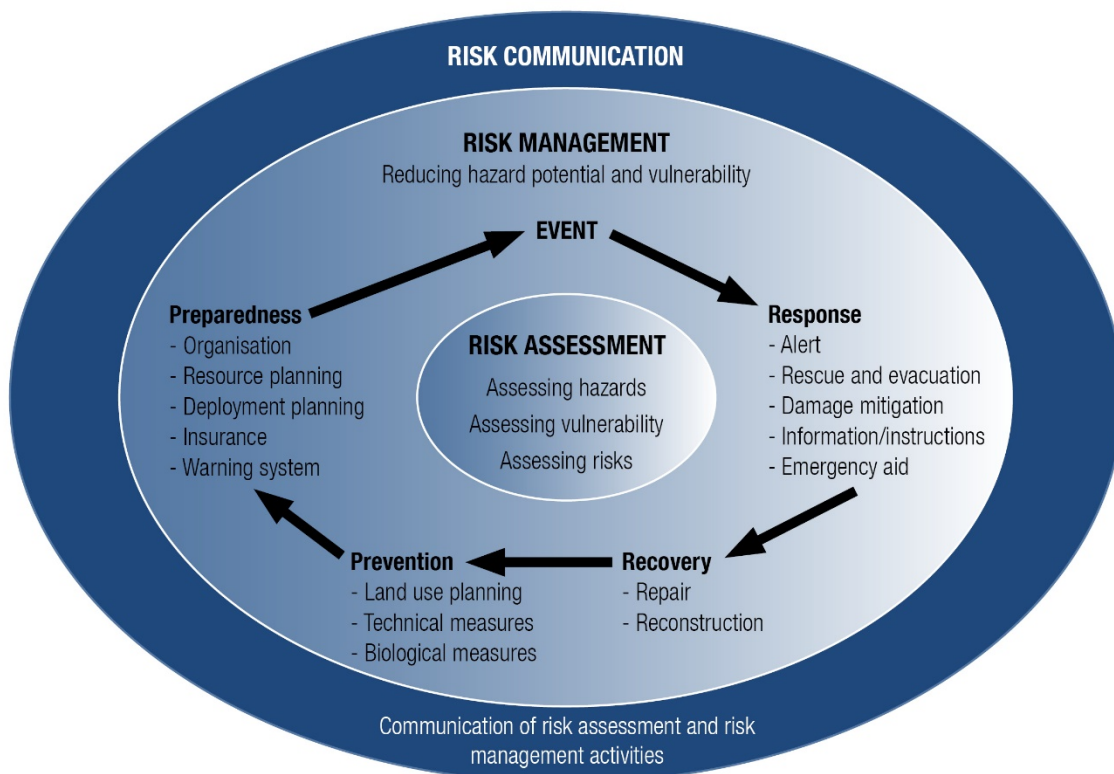 RISK COMMUNICATION
RISK MANAGEMENT
Reducing hazard potential and vulnerability
EVENT
Preparedness
- Organisation
- Resource planning
- Deployment planning
- Insurance
- Warning system
RISK ASSESSMENT
Assessing hazards
Assessing vulnerability
Assessing risks
Response
- Alert
- Rescue and evacuation
- Damage mitigation
- Information/instructions
- Emergency aid
Prevention
- Land use planning
- Technical measures
- Biological measures
Recovery
- Repair
- Reconstruction
Communication of risk assessment and risk
management activities